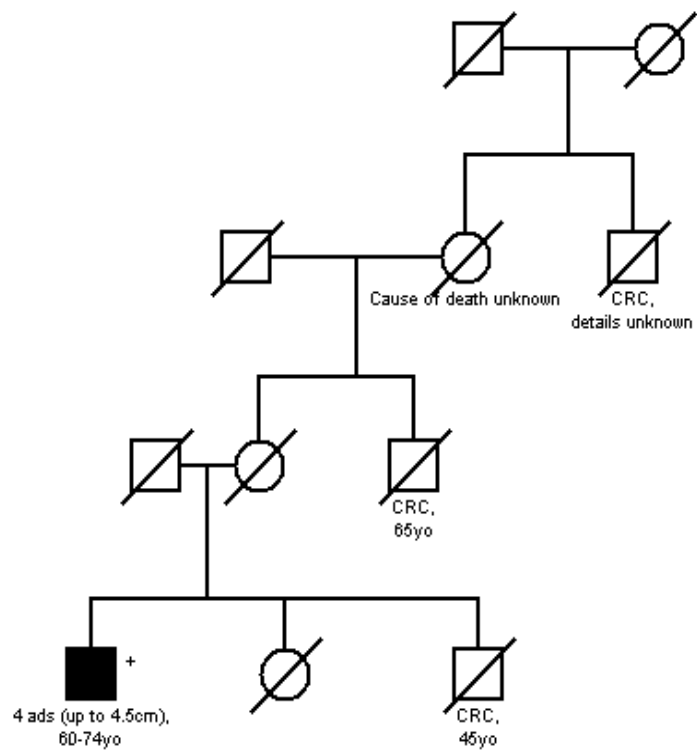 Cause of death unknown
CRC,
details unknown
CRC,
65yo
+
4 ads (up to 4.5cm),
60-74yo
CRC,
45yo